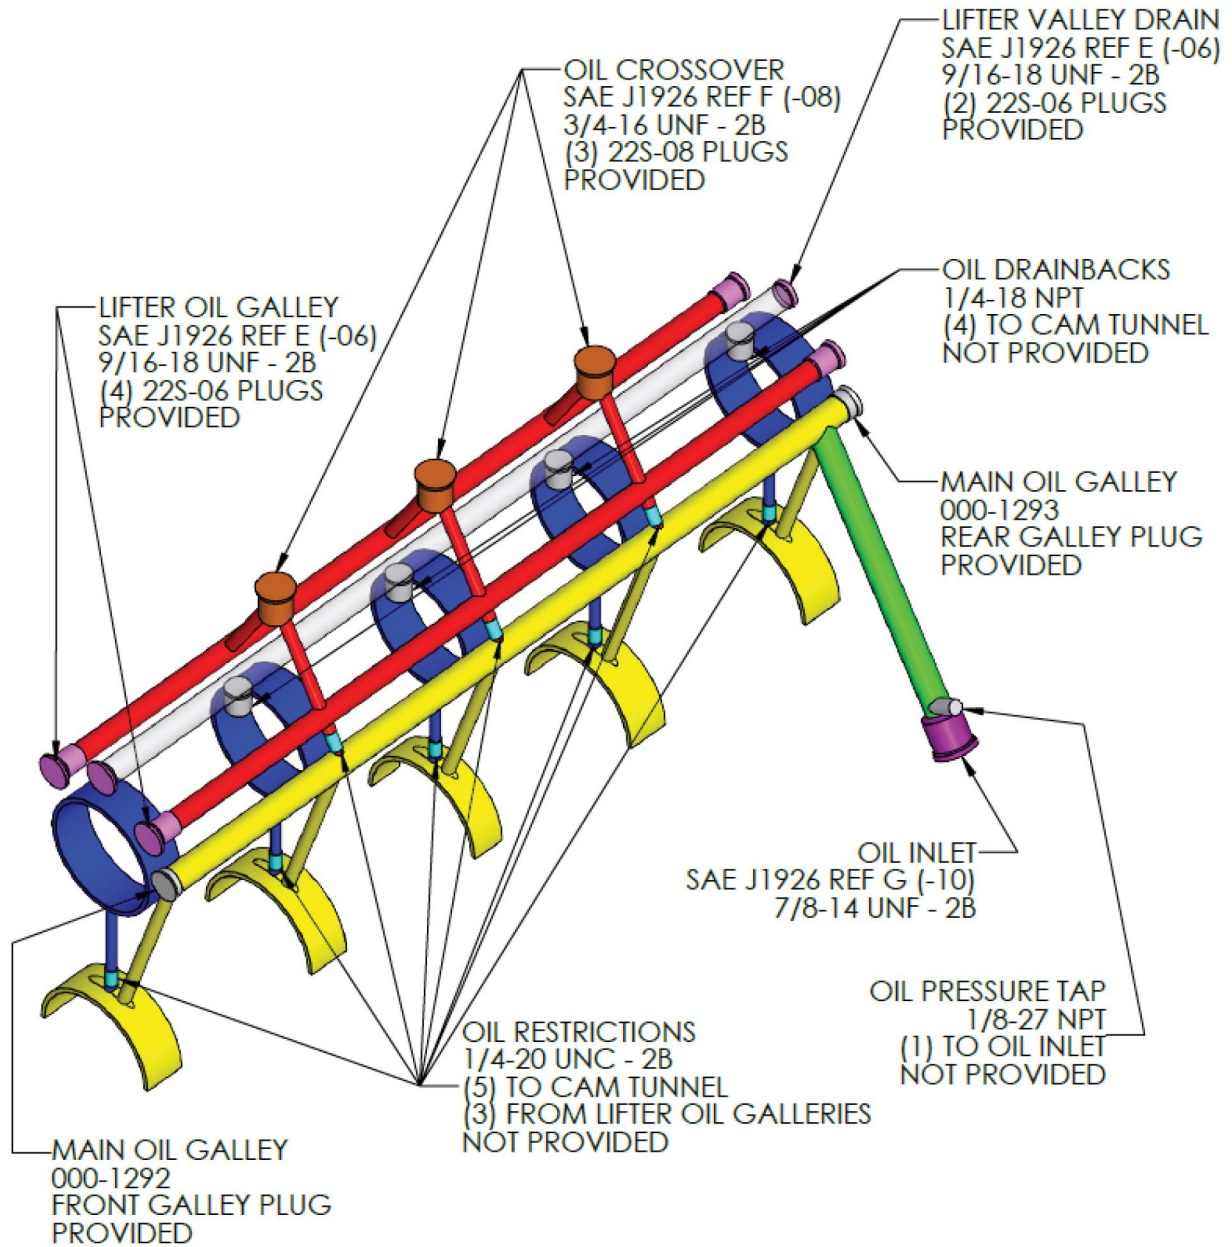 LIFTER VALLEY DRAIN
SAE J1926 REF E (-06)
9/16-18 UNF - 2B
(2) 22S-06 PLUGS
PROVIDED
OIL CROSSOVER
SAE J1926 REF F (-08)
3/4-16 UNF - 2B
(3) 22S-08 PLUGS
PROVIDED
OIL DRAINBACKS
1/4-18 NPT
(4) TO CAM TUNNEL
NOT PROVIDED
LIFTER OIL GALLEY
SAE J1926 REF E (-06)
9/16-18 UNF - 2B
(4) 22S-06 PLUGS
PROVIDED
MAIN OIL GALLEY
000-1293
REAR GALLEY PLUG
PROVIDED
OIL INLET
SAE J1926 REF G (-10)
7/8-14 UNF - 2B
OIL PRESSURE TAP
1/8-27 NPT
(1) TO OIL INLET
NOT PROVIDED
OIL RESTRICTIONS
1/4-20 UNC - 2B
(5) TO CAM TUNNEL
(3) FROM LIFTER OIL GALLERIES
NOT PROVIDED
MAIN OIL GALLEY
000-1292
FRONT GALLEY PLUG
PROVIDED